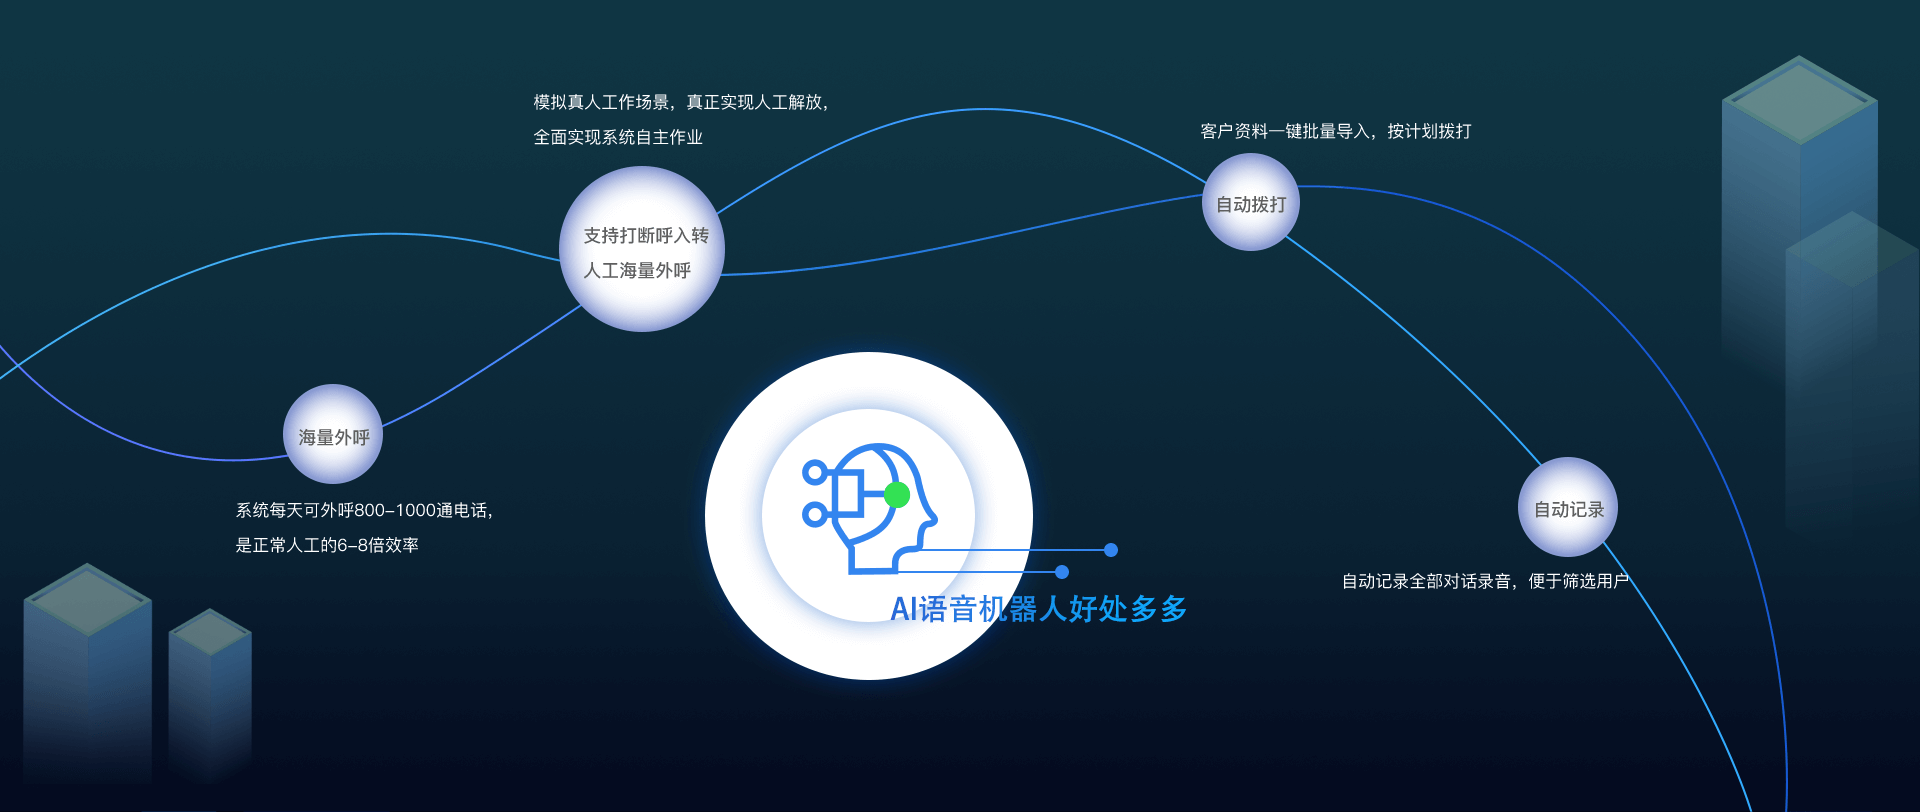 模拟真人工作场景，真正实现人工解放，
全面实现系统自主作业
支持打断呼入转
人工海量外呼
客户资料一键批量导入，按计划拨打
自动拨打
海量外呼
系统每天可外呼800-1000通电话，
是正常人工的6-8倍效率
自动记录
自动记录全部对话录音，便于筛选用户
AI语音机器人好处多多